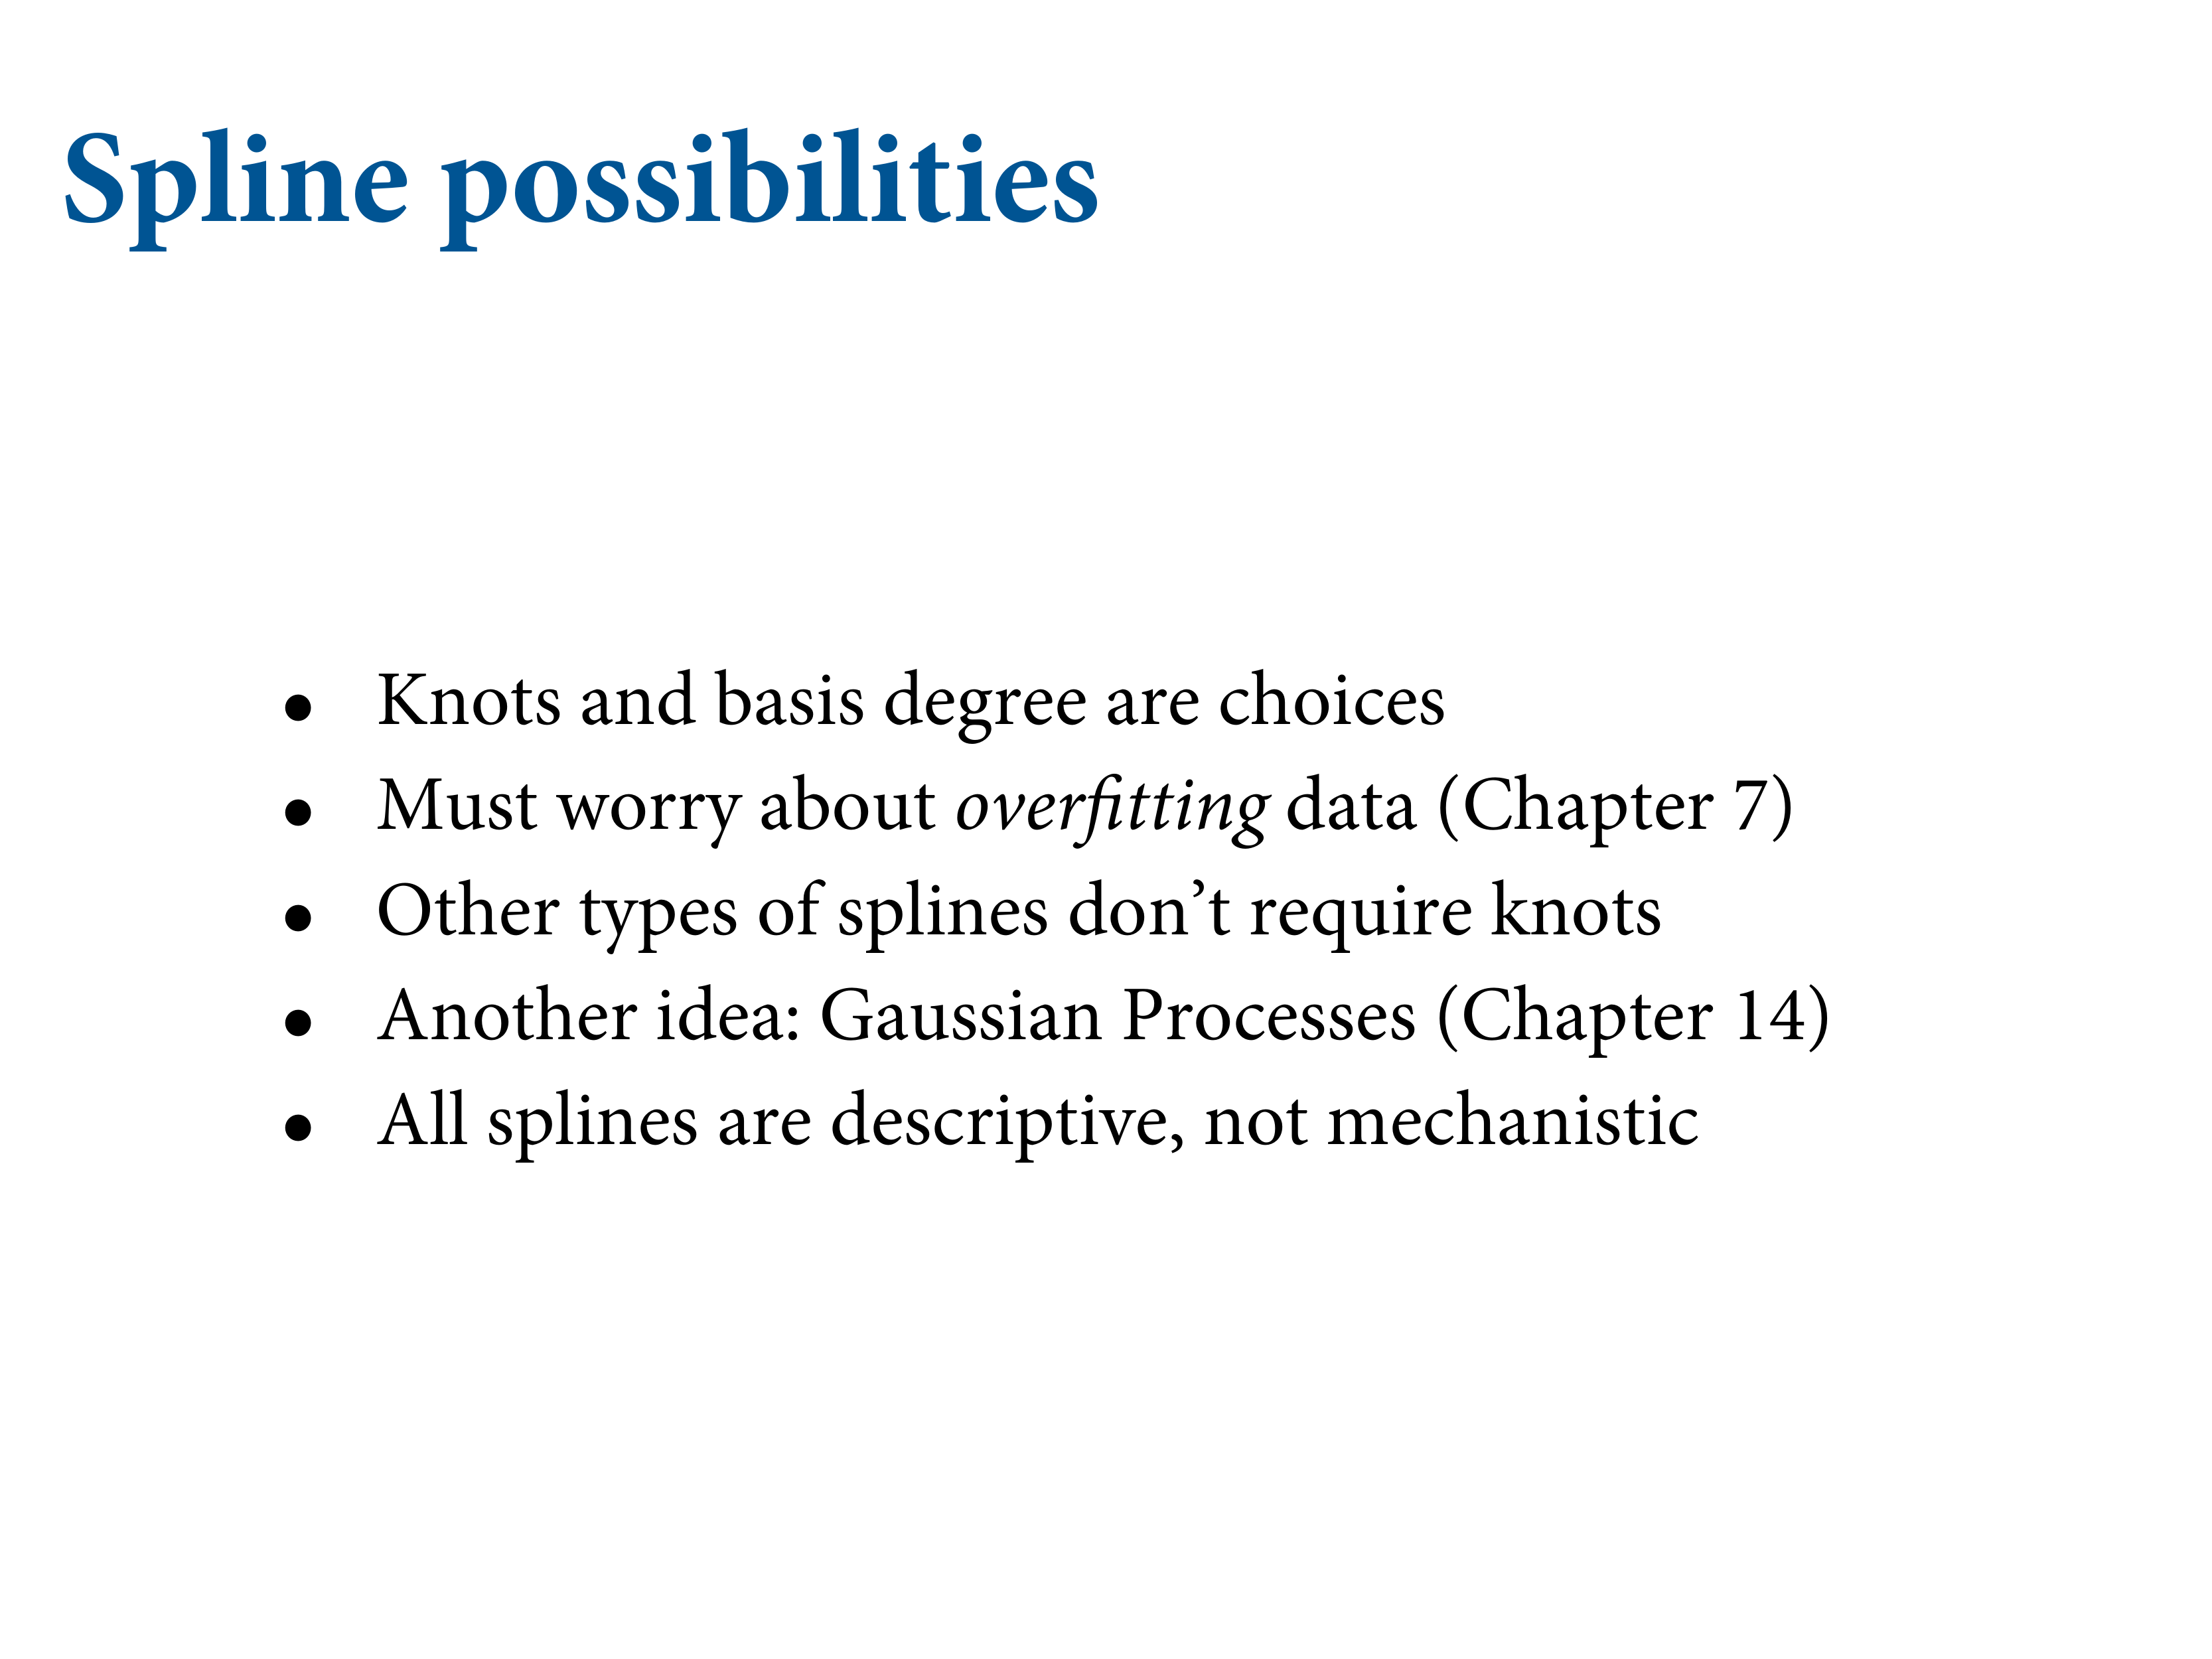 Spline possibilities
• Knots and basis degree are choices
• Must worry about overfitting data (Chapter 7)
• Other types of splines don’t require knots
• Another idea: Gaussian Processes (Chapter 14)
• All splines are descriptive, not mechanistic